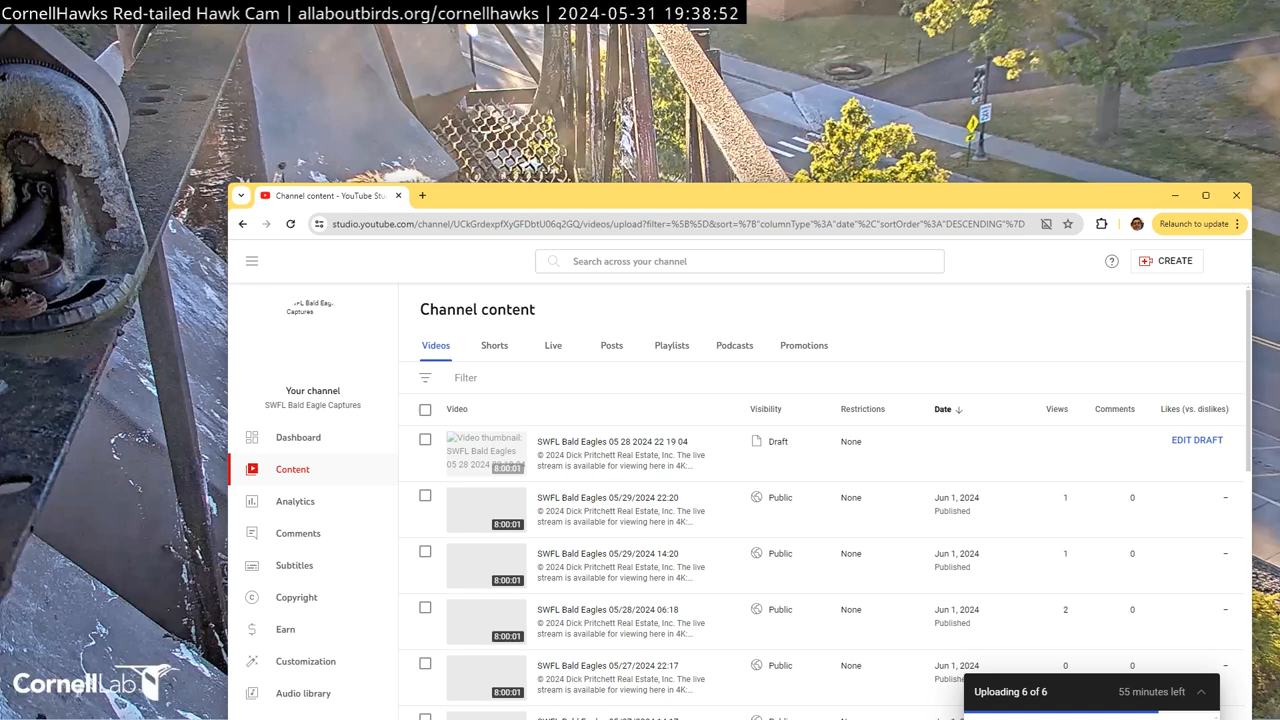 CornellHawks Red-tailed Hawk Cam | allaboutbirds.org/cornellhawks | 2024-05-31 19:38:52
Channel content - YouTube Stu
studio.youtube.com/channel/UCkGrdexpfXyGFDbtU06q2GQ/videos/upload?filter=%5B%5D&sort=%7B"columnType"%3A"date"%2C"sortOrder"%3A"DESCENDING"%7D
Relaunch to update
Search across your channel
CREATE
SWFL Bald Eag.
Captures
Your channel
SWFL Bald Eagle Captures
Dashboard
Content
Analytics
Comments
Subtitles
Copyright
Earn
Customization
Audio library
Channel content
Videos Shorts Live Posts Playlists Podcasts Promotions
Filter
Video Visibility Restrictions Date Views Comments Likes (vs. dislikes)
Video thumbnail:
SWFL Bald Eagles
05 28 2024
8:00:01
SWFL Bald Eagles 05 28 2024 22 19 04
© 2024 Dick Pritchett Real Estate, Inc. The live
stream is available for viewing here in 4K:...
Draft None EDIT DRAFT
8:00:01
SWFL Bald Eagles 05/29/2024 22:20
© 2024 Dick Pritchett Real Estate, Inc. The live
stream is available for viewing here in 4K:...
Public None Jun 1, 2024 1 0 –
Published
8:00:01
SWFL Bald Eagles 05/29/2024 14:20
© 2024 Dick Pritchett Real Estate, Inc. The live
stream is available for viewing here in 4K:...
Public None Jun 1, 2024 1 0 –
Published
8:00:01
SWFL Bald Eagles 05/28/2024 06:18
© 2024 Dick Pritchett Real Estate, Inc. The live
stream is available for viewing here in 4K:...
Public None Jun 1, 2024 2 0 –
Published
8:00:01
SWFL Bald Eagles 05/27/2024 22:17
© 2024 Dick Pritchett Real Estate, Inc. The live
stream is available for viewing here in 4K:...
Public None Jun 1, 2024 0 0 –
Uploading 6 of 6 55 minutes left
CornellLab